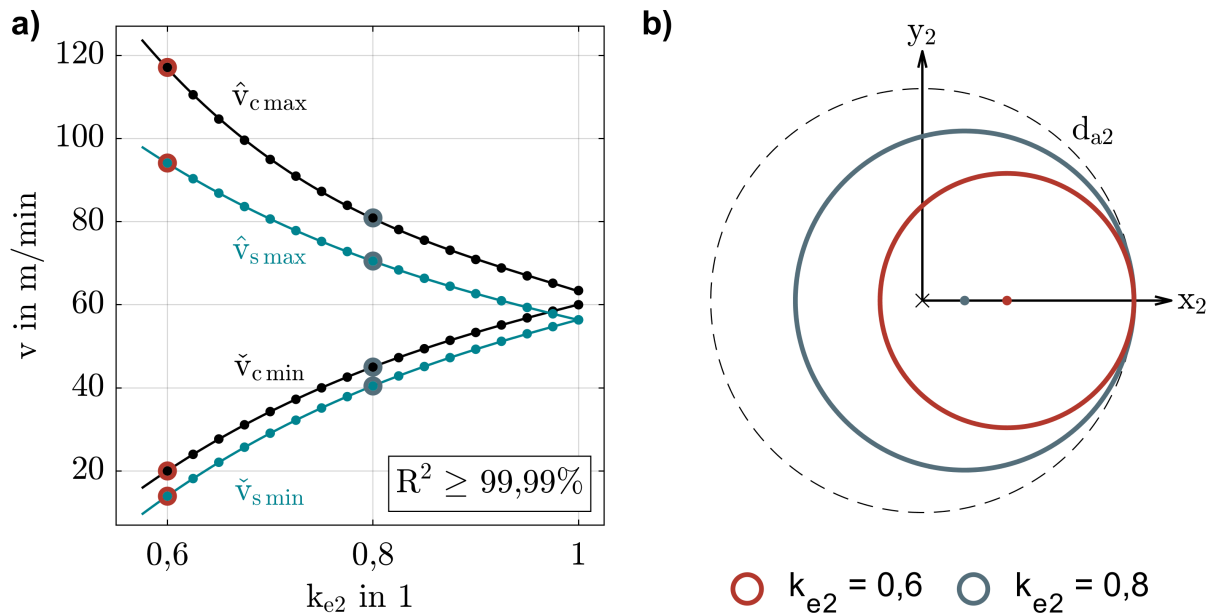 a)
120
100
80
60
40
20
v in m/min
v̂c max
v̂s max
v̌c min
v̌s min
R² ≥ 99,99%
0,6
0,8
1
ke2 in 1
b)
y2
da2
x2
ke2 = 0,6
ke2 = 0,8